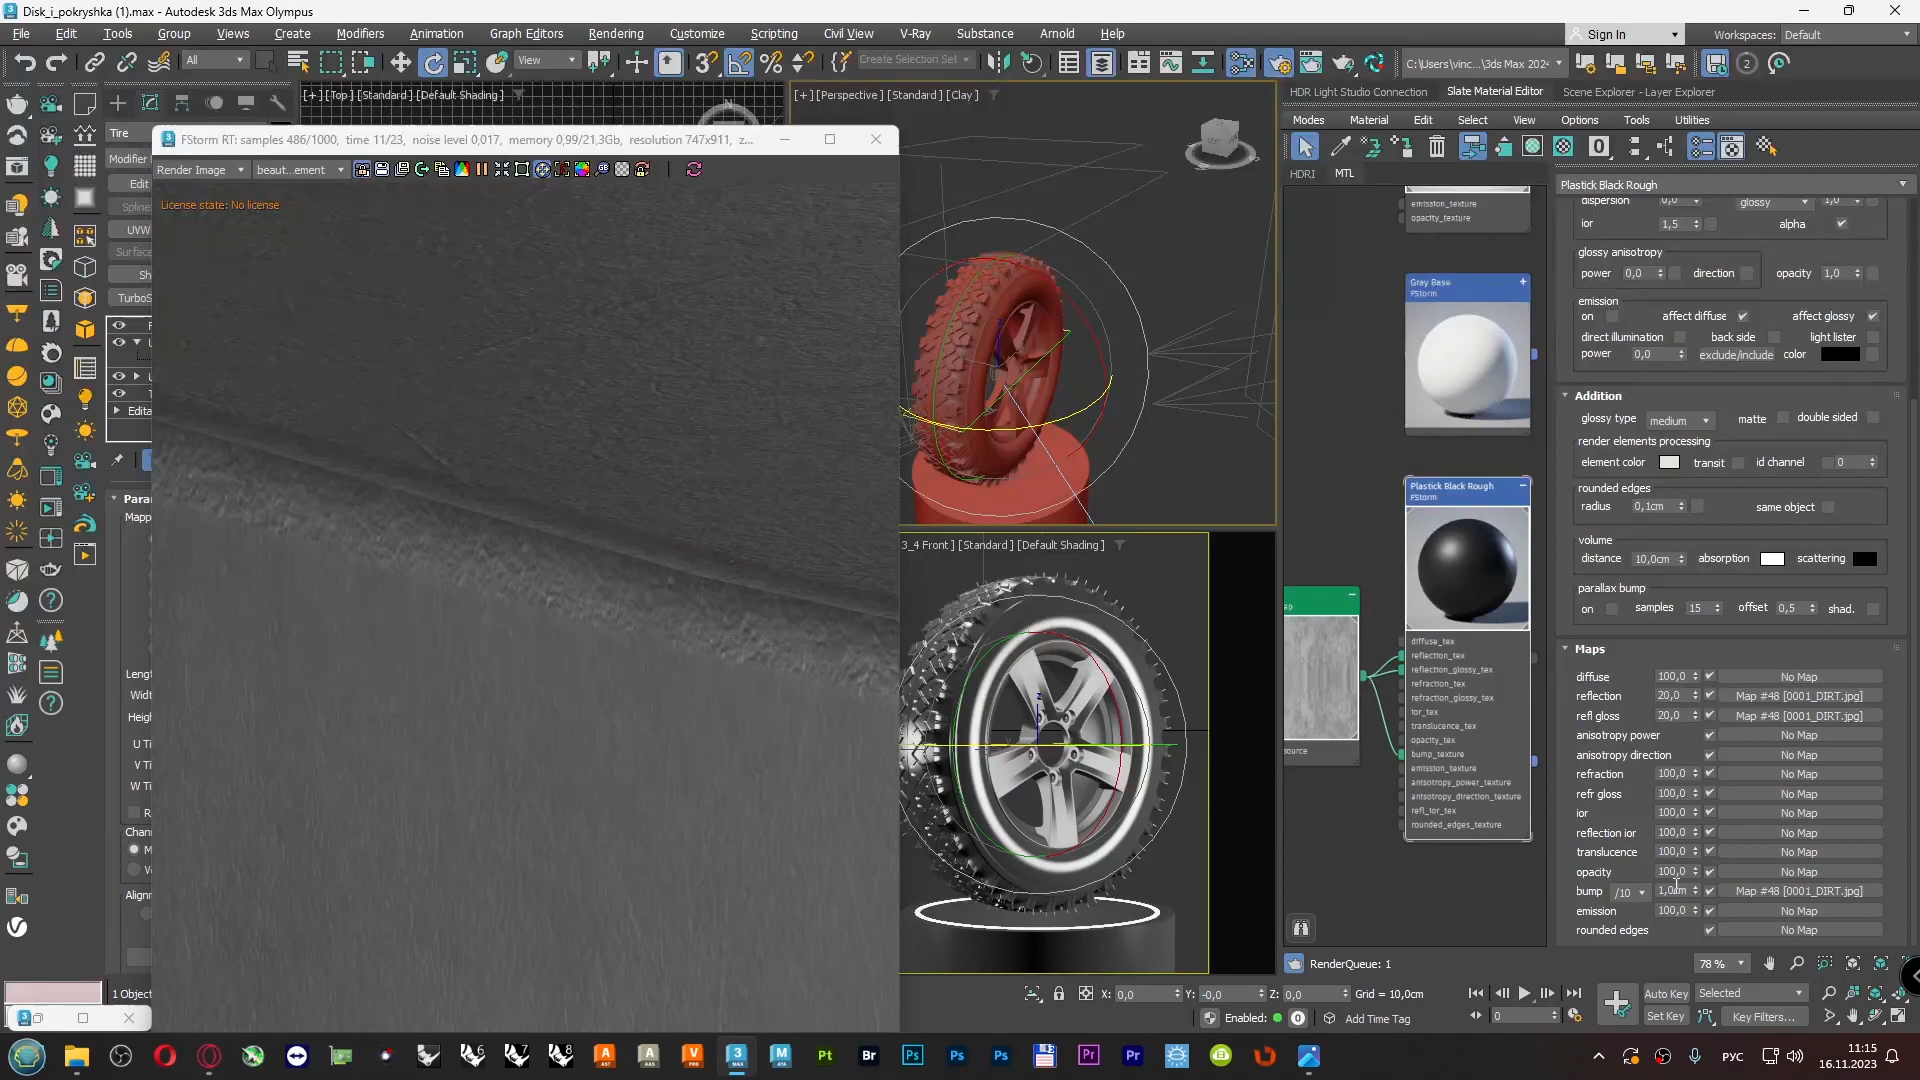 Disk_i_pokryshka (1).max - Autodesk 3ds Max Olympus
File Edit Tools Group Views Create Modifiers Animation Graph Editors Rendering Customize Scripting Civil View V-Ray Substance Arnold Help
Sign In
Workspaces: Default
All
View
Create Selection Set
C:\Users\vinc...\3ds Max 2024
[+] [Top] [Standard] [Default Shading]
[+] [Perspective] [Standard] [Clay]
HDR Light Studio Connection
Slate Material Editor
Scene Explorer - Layer Explorer
Modes Material Edit Select View Options Tools Utilities
HDRI MTL
Tire
Modifier
Edit
Spline
UVW
Surface
Sh
TurboS
Edita
Para
Mapp
Leng
Widt
Heig
U Ti
V Ti
W Ti
R
Chann
M
Ve
Alignm
1 Object
FStorm RT: samples 486/1000, time 11/23, noise level 0,017, memory 0,99/21,3Gb, resolution 747x911, z...
Render Image
beaut...ement
License state: No license
3_4 Front ] [Standard ] [Default Shading ]
emission_texture
opacity_texture
Gray Base
FStorm
Plastick Black Rough
FStorm
diffuse_tex
reflection_tex
reflection_glossy_tex
refraction_tex
refraction_glossy_tex
ior_tex
translucence_tex
opacity_tex
bump_texture
emission_texture
anisotropy_power_texture
anisotropy_direction_texture
refl_ior_tex
rounded_edges_texture
ap
source
Plastick Black Rough
dispersion 0,0 glossy 1,0
ior 1,5 alpha
glossy anisotropy
power 0,0 direction opacity 1,0
emission
on affect diffuse affect glossy
direct illumination back side light lister
power 0,0 exclude/include color
Addition
glossy type medium matte double sided
render elements processing
element color transit id channel 0
rounded edges
radius 0,1cm same object
volume
distance 10,0cm absorption scattering
parallax bump
on samples 15 offset 0,5 shad.
Maps
diffuse 100,0 No Map
reflection 20,0 Map #48 [0001_DIRT.jpg]
refl gloss 20,0 Map #48 [0001_DIRT.jpg]
anisotropy power No Map
anisotropy direction No Map
refraction 100,0 No Map
refr gloss 100,0 No Map
ior 100,0 No Map
reflection ior 100,0 No Map
translucence 100,0 No Map
opacity 100,0 No Map
bump /10 Map #48 [0001_DIRT.jpg]
emission 100,0 No Map
rounded edges No Map
RenderQueue: 1
78 %
X: 0,0 Y: -0,0 Z: 0,0 Grid = 10,0cm
Enabled: 0 Add Time Tag
0
Auto Key Selected
Set Key Key Filters...
РУС
11:15
16.11.2023